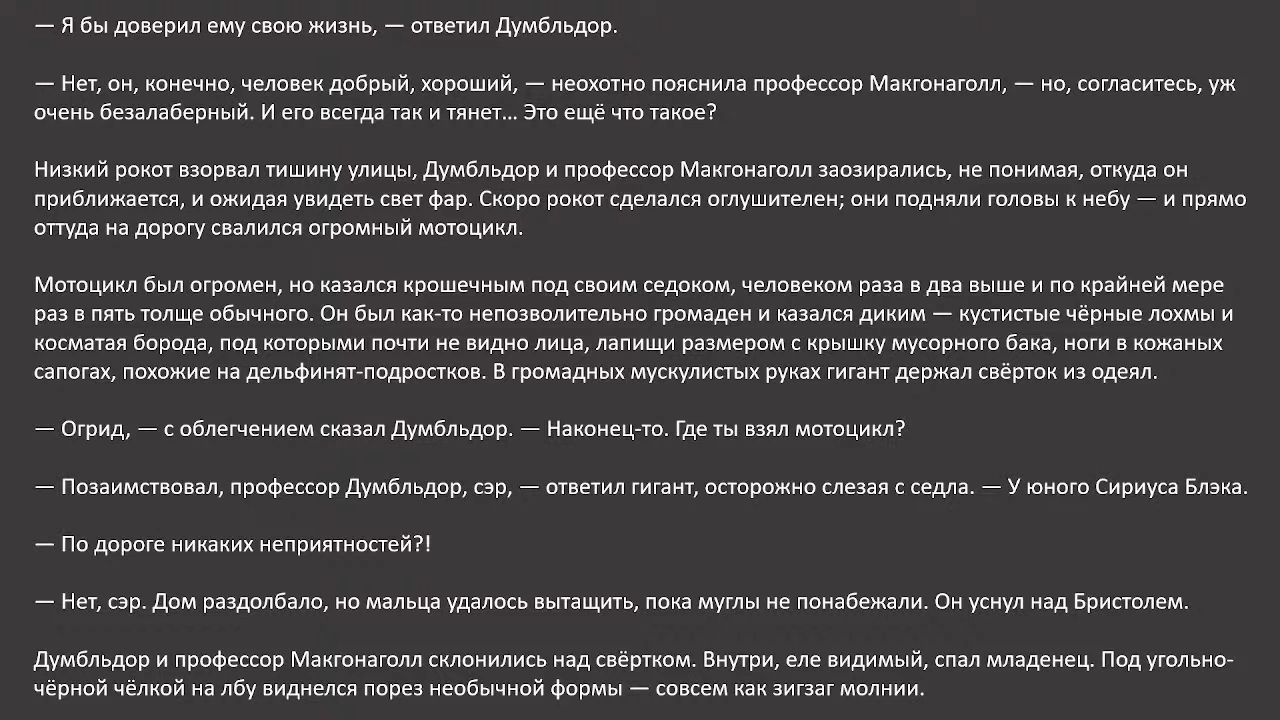 — Я бы доверил ему свою жизнь, — ответил Думбльдор.
— Нет, он, конечно, человек добрый, хороший, — неохотно пояснила профессор Макгонаголл, — но, согласитесь, уж
очень безалаберный. И его всегда так и тянет... Это ещё что такое?
Низкий рокот взорвал тишину улицы, Думбльдор и профессор Макгонаголл заозирались, не понимая, откуда он
приближается, и ожидая увидеть свет фар. Скоро рокот сделался оглушителен; они подняли головы к небу — и прямо
оттуда на дорогу свалился огромный мотоцикл.
Мотоцикл был огромен, но казался крошечным под своим седоком, человеком раза в два выше и по крайней мере
раз в пять толще обычного. Он был как-то непозволительно громаден и казался диким — кустистые чёрные лохмы и
косматая борода, под которыми почти не видно лица, лапищи размером с крышку мусорного бака, ноги в кожаных
сапогах, похожие на дельфинят-подростков. В громадных мускулистых руках гигант держал свёрток из одеял.
— Огрид, — с облегчением сказал Думбльдор. — Наконец-то. Где ты взял мотоцикл?
— Позаимствовал, профессор Думбльдор, сэр, — ответил гигант, осторожно слезая с седла. — У юного Сириуса Блэка.
— По дороге никаких неприятностей?!
— Нет, сэр. Дом раздолбало, но мальца удалось вытащить, пока муглы не понабежали. Он уснул над Бристолем.
Думбльдор и профессор Макгонаголл склонились над свёртком. Внутри, еле видимый, спал младенец. Под угольно-
чёрной чёлкой на лбу виднелся порез необычной формы — совсем как зигзаг молнии.